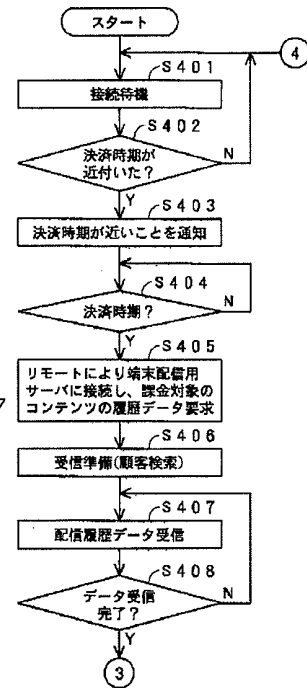 スタート
4
S401
接続待機
S402
決済時期が
近付いた?
N
Y
S403
決済時期が近いことを通知
S404
決済時期?
N
Y
S405
リモートにより端末配信用
サーバに接続し、課金対象の
コンテンツの履歴データ要求
S406
受信準備(顧客検索)
S407
配信履歴データ受信
S408
データ受信
完了?
N
Y
3